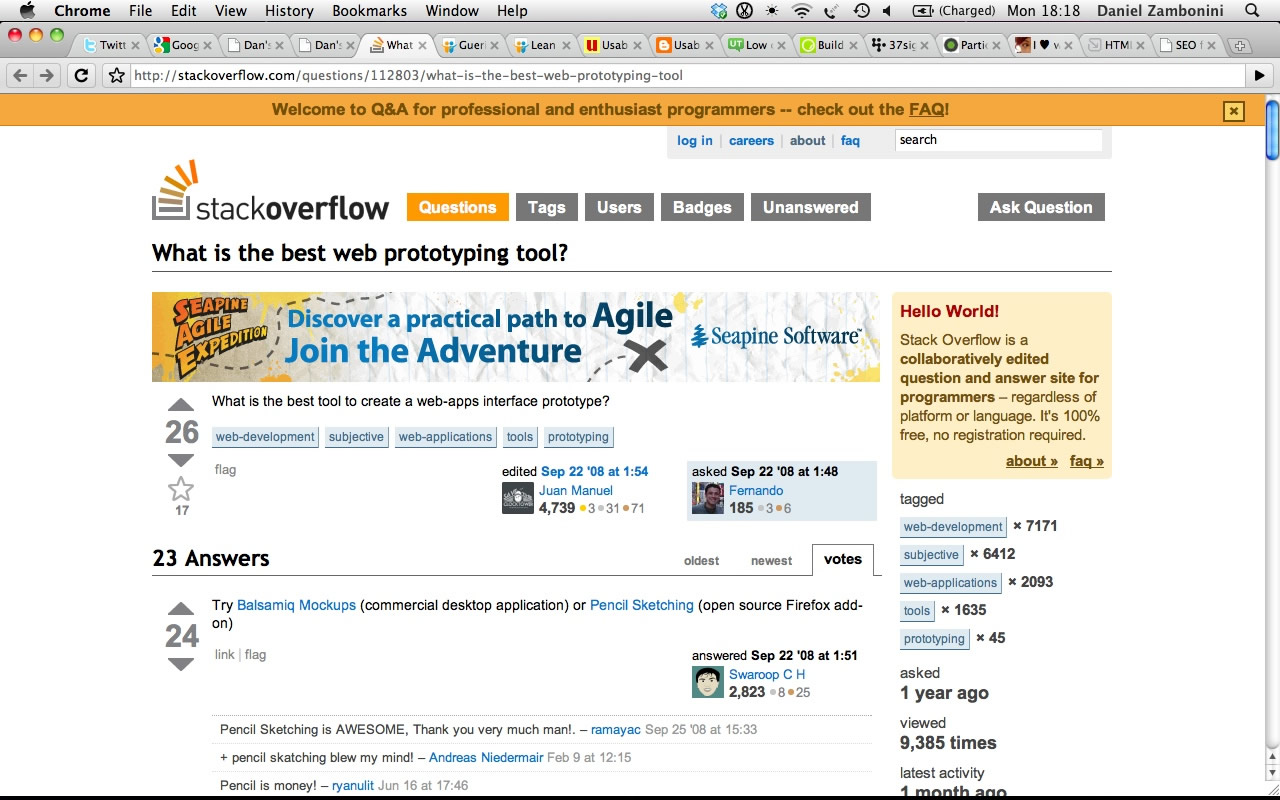 Chrome File Edit View History Bookmarks Window Help (Charged) Mon 18:18 Daniel Zambonini
Twitt Goog Dan's Dan's What Gueri Lean Usab Usab Low Build 37sig Partic I ♥ HTML SEO f
http://stackoverflow.com/questions/112803/what-is-the-best-web-prototyping-tool
Welcome to Q&A for professional and enthusiast programmers -- check out the FAQ!
log in | careers | about | faq search
stackoverflow Questions Tags Users Badges Unanswered Ask Question
What is the best web prototyping tool?
SEAPINE AGILE EXPEDITION
Discover a practical path to Agile
Join the Adventure
Seapine Software™
What is the best tool to create a web-apps interface prototype?
26
web-development subjective web-applications tools prototyping
flag
17
edited Sep 22 '08 at 1:54
Juan Manuel
4,739 ●3 ●31 ●71
asked Sep 22 '08 at 1:48
Fernando
185 ●3 ●6
23 Answers oldest newest votes
24
Try Balsamiq Mockups (commercial desktop application) or Pencil Sketching (open source Firefox add-
on)
link | flag
answered Sep 22 '08 at 1:51
Swaroop C H
2,823 ●8 ●25
Pencil Sketching is AWESOME, Thank you very much man!. – ramayac Sep 25 '08 at 15:33
+ pencil skatching blew my mind! – Andreas Niedermair Feb 9 at 12:15
Pencil is money! – ryanulit Jun 16 at 17:46
Hello World!
Stack Overflow is a
collaboratively edited
question and answer site for
programmers – regardless of
platform or language. It's 100%
free, no registration required.
about » faq »
tagged
web-development × 7171
subjective × 6412
web-applications × 2093
tools × 1635
prototyping × 45
asked
1 year ago
viewed
9,385 times
latest activity
1 month ago